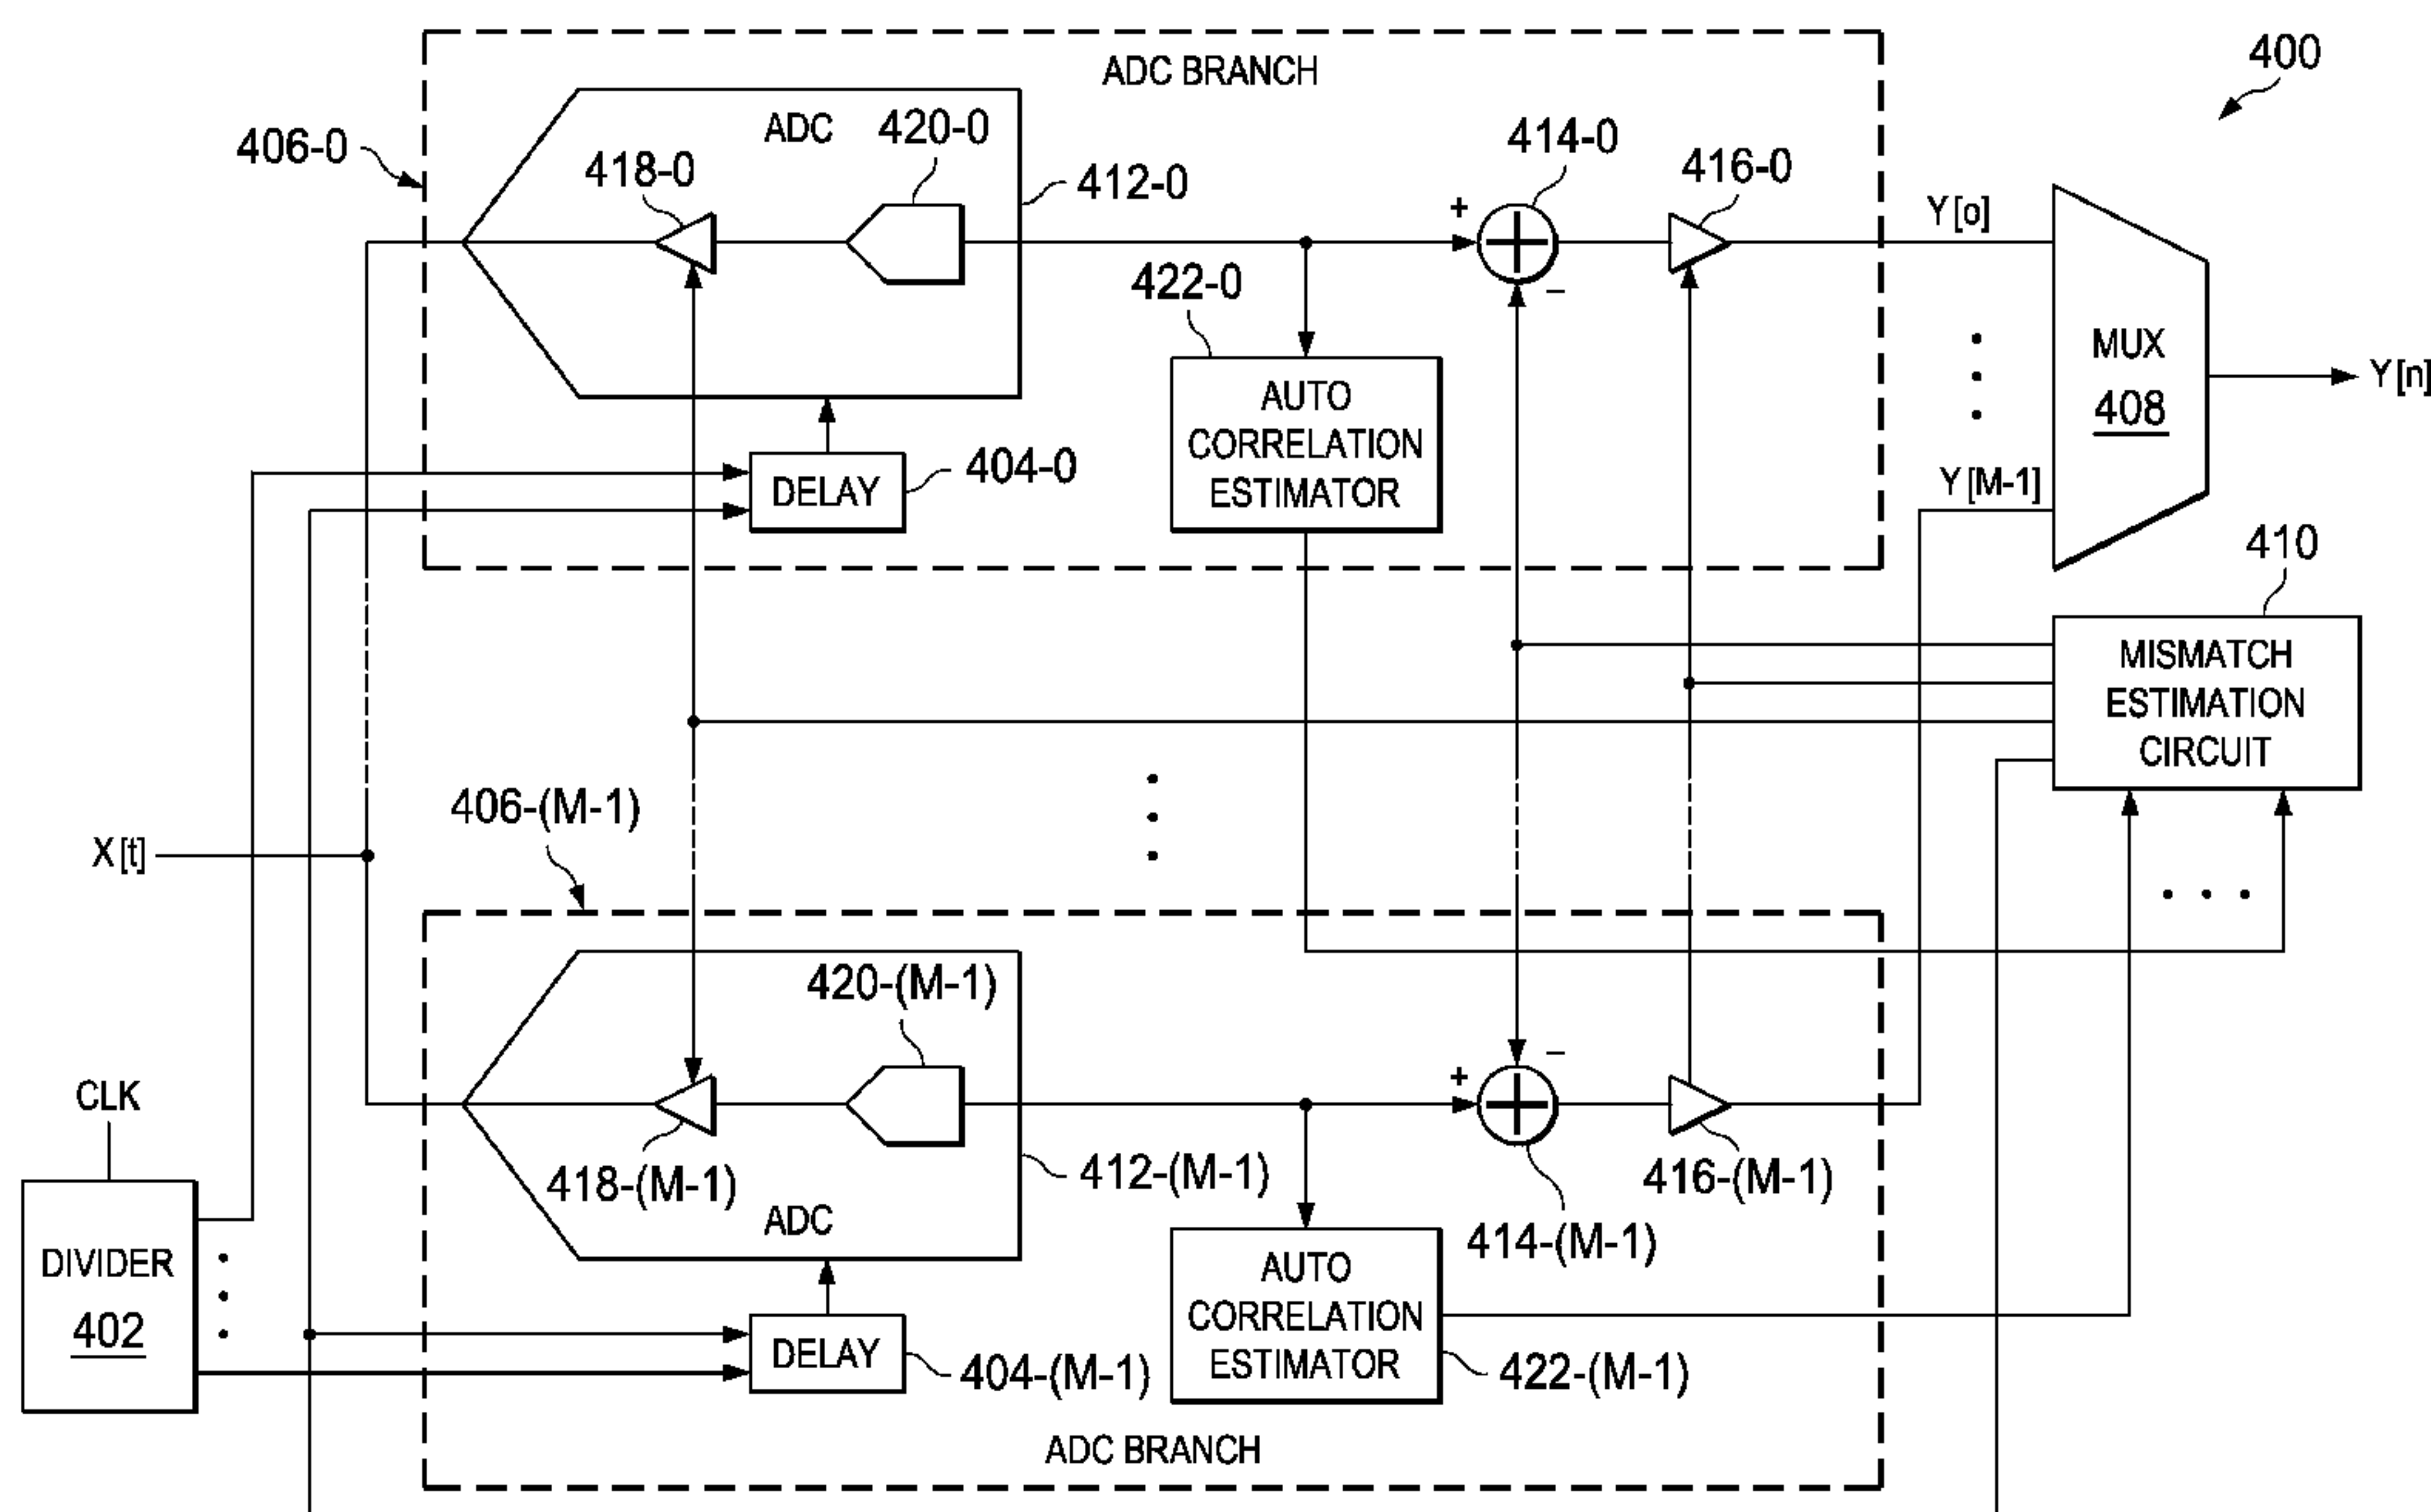 400
ADC BRANCH
406-0
ADC
420-0
418-0
412-0
414-0
416-0
+
−
Y[o]
422-0
AUTO
CORRELATION
ESTIMATOR
MUX
408
Y[n]
DELAY
404-0
Y[M-1]
410
MISMATCH
ESTIMATION
CIRCUIT
406-(M-1)
X[t]
420-(M-1)
418-(M-1)
412-(M-1)
ADC
+
−
414-(M-1)
416-(M-1)
CLK
DIVIDER
402
DELAY
404-(M-1)
AUTO
CORRELATION
ESTIMATOR
422-(M-1)
ADC BRANCH